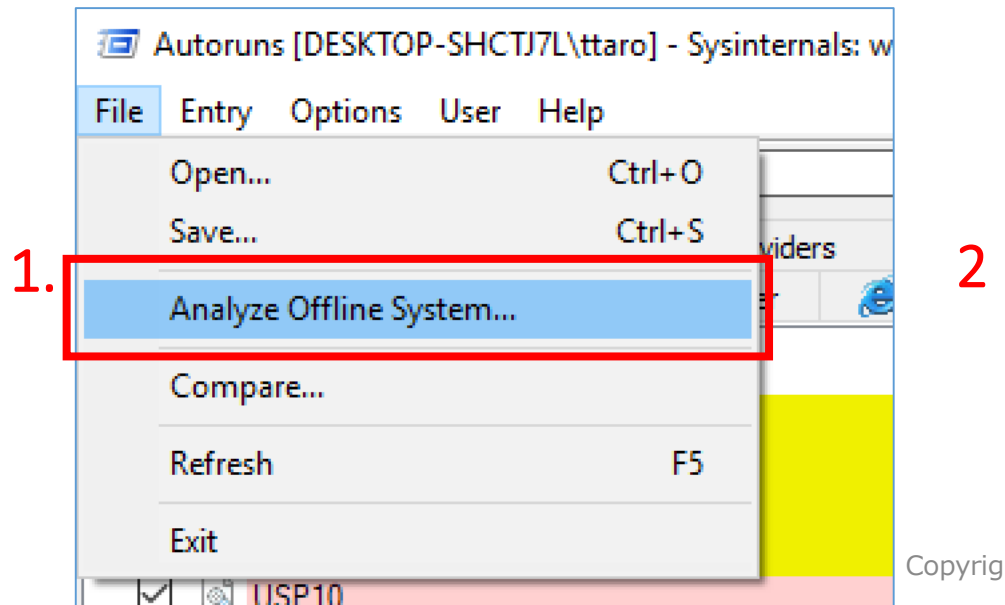 Autoruns [DESKTOP-SHCTJ7L\ttaro] - Sysinternals: w
File Entry Options User Help
Open... Ctrl+O
Save... Ctrl+S
viders
1.
2
Analyze Offline System...
Compare...
Refresh F5
Exit
Copyrig
USP10